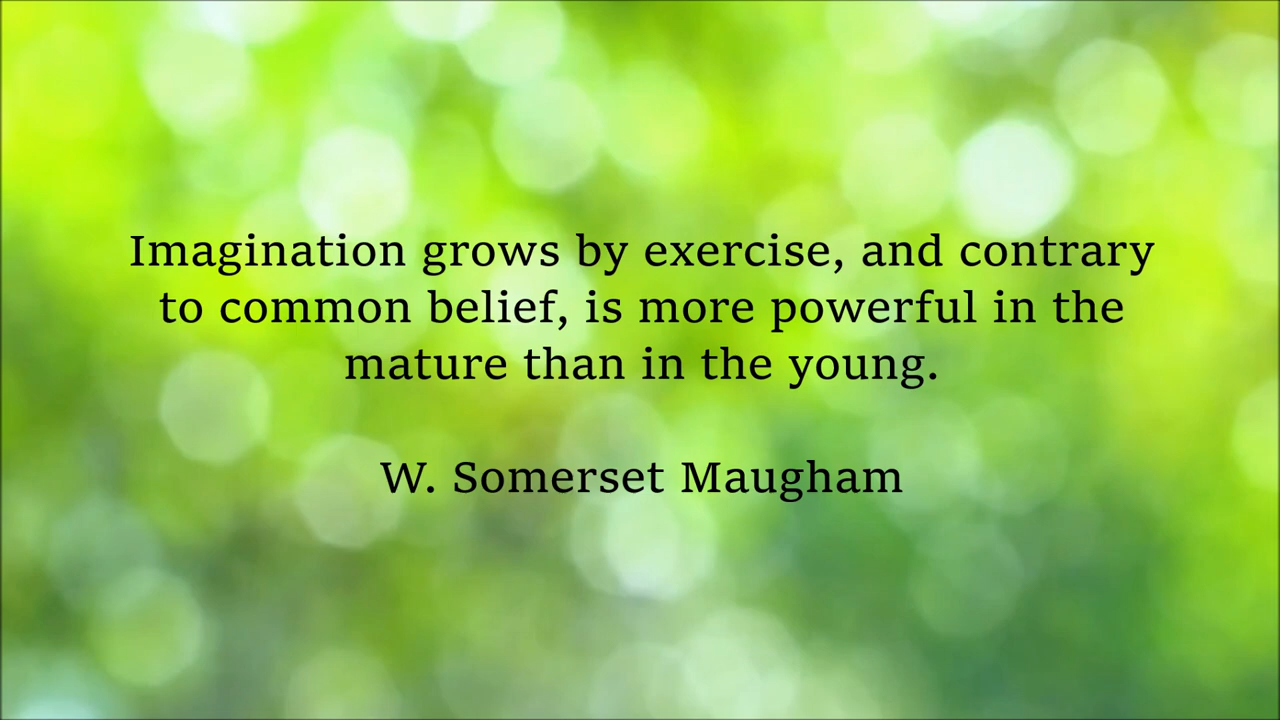 Imagination grows by exercise, and contrary
to common belief, is more powerful in the
mature than in the young.
W. Somerset Maugham